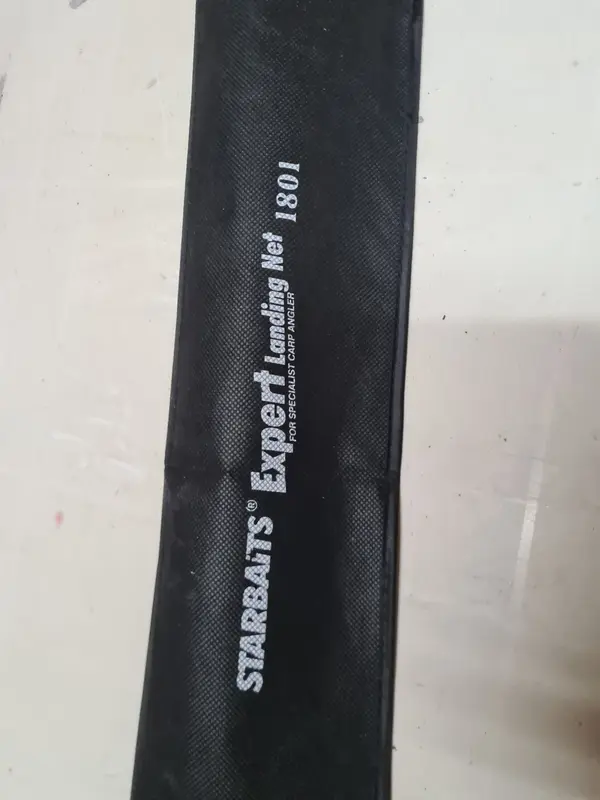 STARBAiTS® Expert Landing Net 1801
FOR SPECIALIST CARP ANGLER